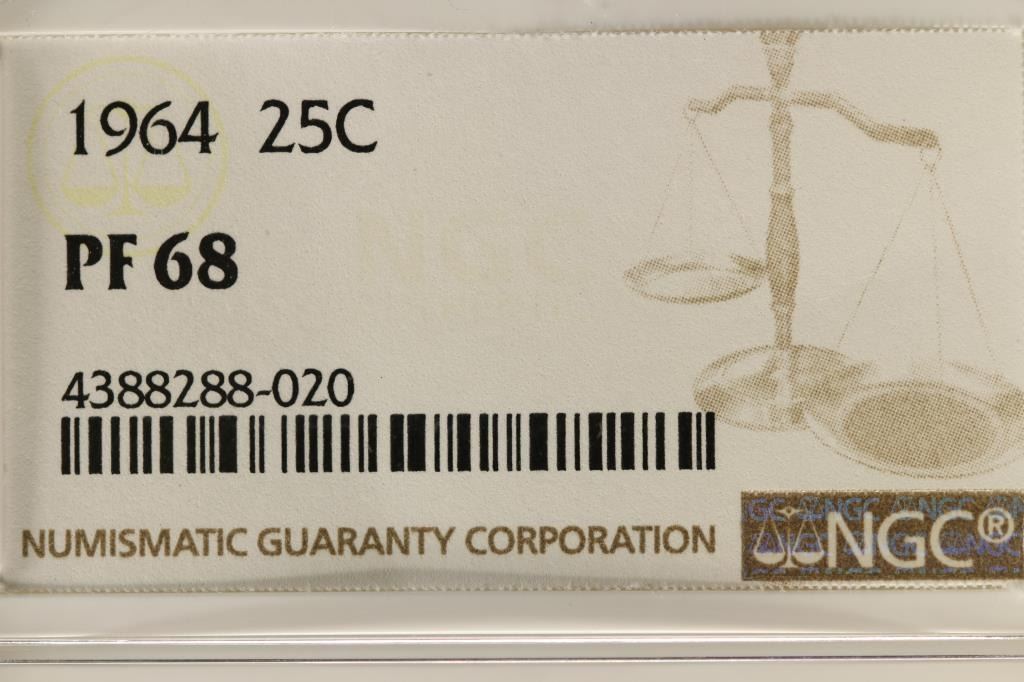 1964 25C
PF 68
4388288-020
NUMISMATIC GUARANTY CORPORATION
NGC®